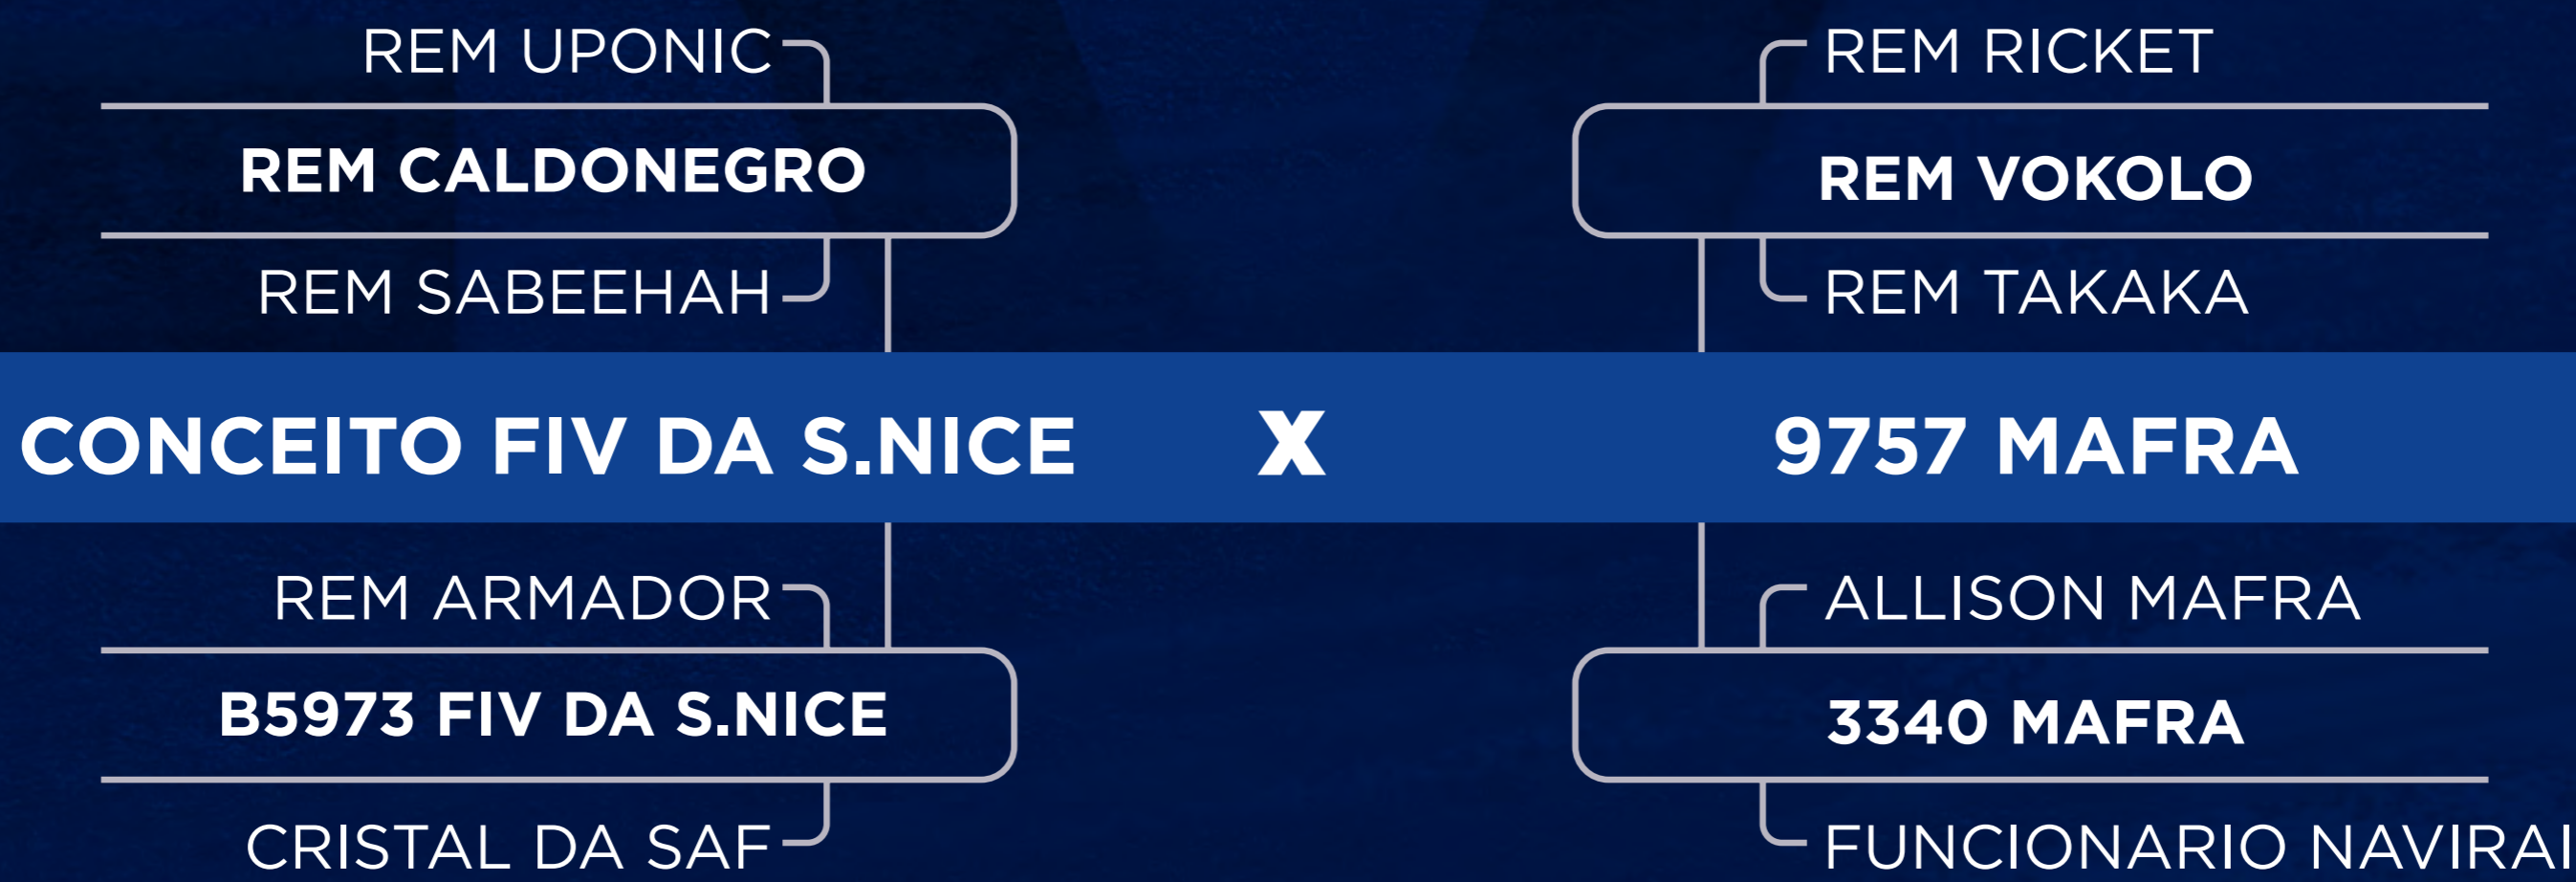 REM UPONIC
REM CALDONEGRO
REM SABEEHAH
REM RICKET
REM VOKOLO
REM TAKAKA
CONCEITO FIV DA S.NICE X 9757 MAFRA
REM ARMADOR
B5973 FIV DA S.NICE
CRISTAL DA SAF
ALLISON MAFRA
3340 MAFRA
FUNCIONARIO NAVIRAI